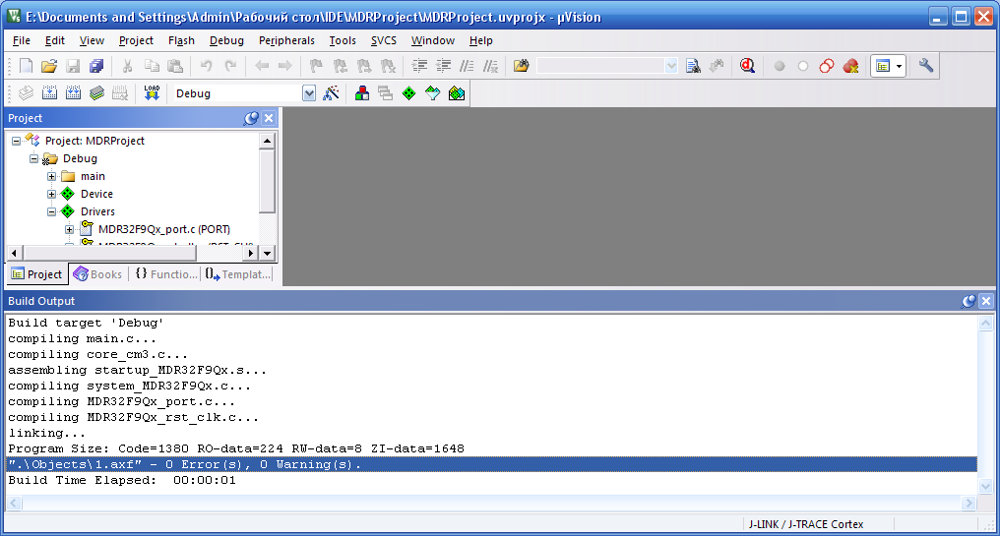 E:\Documents and Settings\Admin\Рабочий стол\IDE\MDRProject\MDRProject.uvprojx - µVision
File Edit View Project Flash Debug Peripherals Tools SVCS Window Help
LOAD Debug
Project
Project: MDRProject
Debug
main
Device
Drivers
MDR32F9Qx_port.c (PORT)
Project Books {} Functio... Templat...
Build Output
Build target 'Debug'
compiling main.c...
compiling core_cm3.c...
assembling startup_MDR32F9Qx.s...
compiling system_MDR32F9Qx.c...
compiling MDR32F9Qx_port.c...
compiling MDR32F9Qx_rst_clk.c...
linking...
Program Size: Code=1380 RO-data=224 RW-data=8 ZI-data=1648
".\Objects\1.axf" - 0 Error(s), 0 Warning(s).
Build Time Elapsed:  00:00:01
J-LINK / J-TRACE Cortex